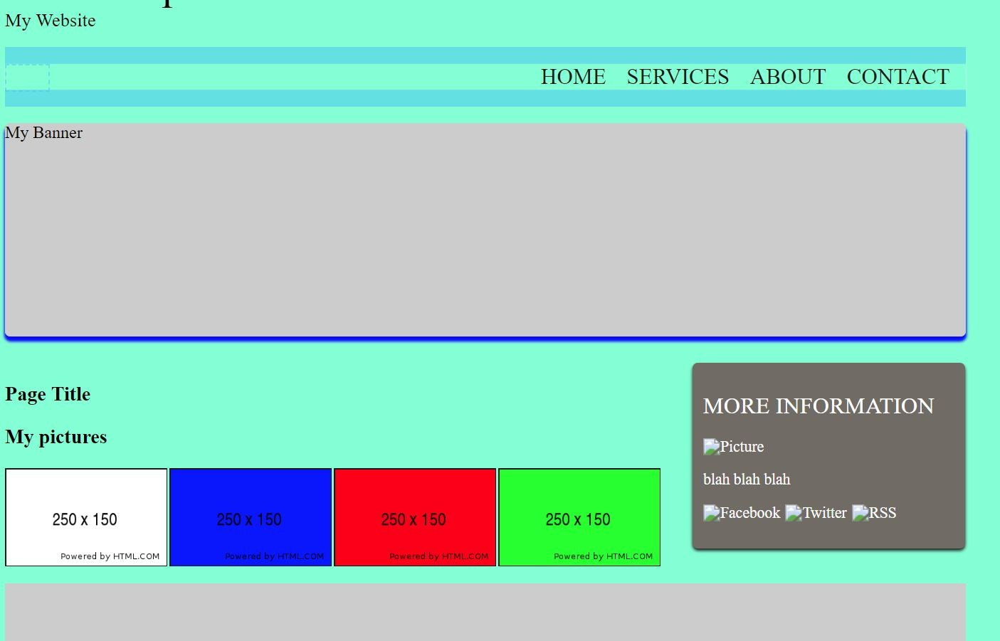 My Website
HOME SERVICES ABOUT CONTACT
My Banner
Page Title
My pictures
250 x 150
Powered by HTML.COM
250 x 150
Powered by HTML.COM
250 x 150
Powered by HTML.COM
250 x 150
Powered by HTML.COM
MORE INFORMATION
Picture
blah blah blah
Facebook Twitter RSS